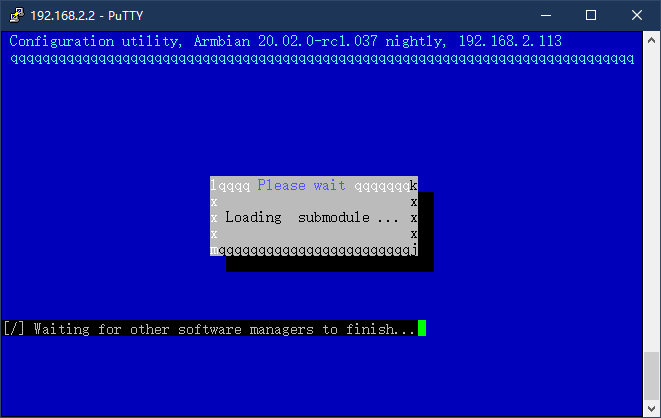 192.168.2.2 - PuTTY
Configuration utility, Armbian 20.02.0-rc1.037 nightly, 192.168.2.113
qqqqqqqqqqqqqqqqqqqqqqqqqqqqqqqqqqqqqqqqqqqqqqqqqqqqqqqqqqqqqqqqqqqqqqqqqqqqqq
lqqqq Please wait qqqqqqqk
x x
x Loading  submodule ... x
x x
mqqqqqqqqqqqqqqqqqqqqqqqqj
[/] Waiting for other software managers to finish...